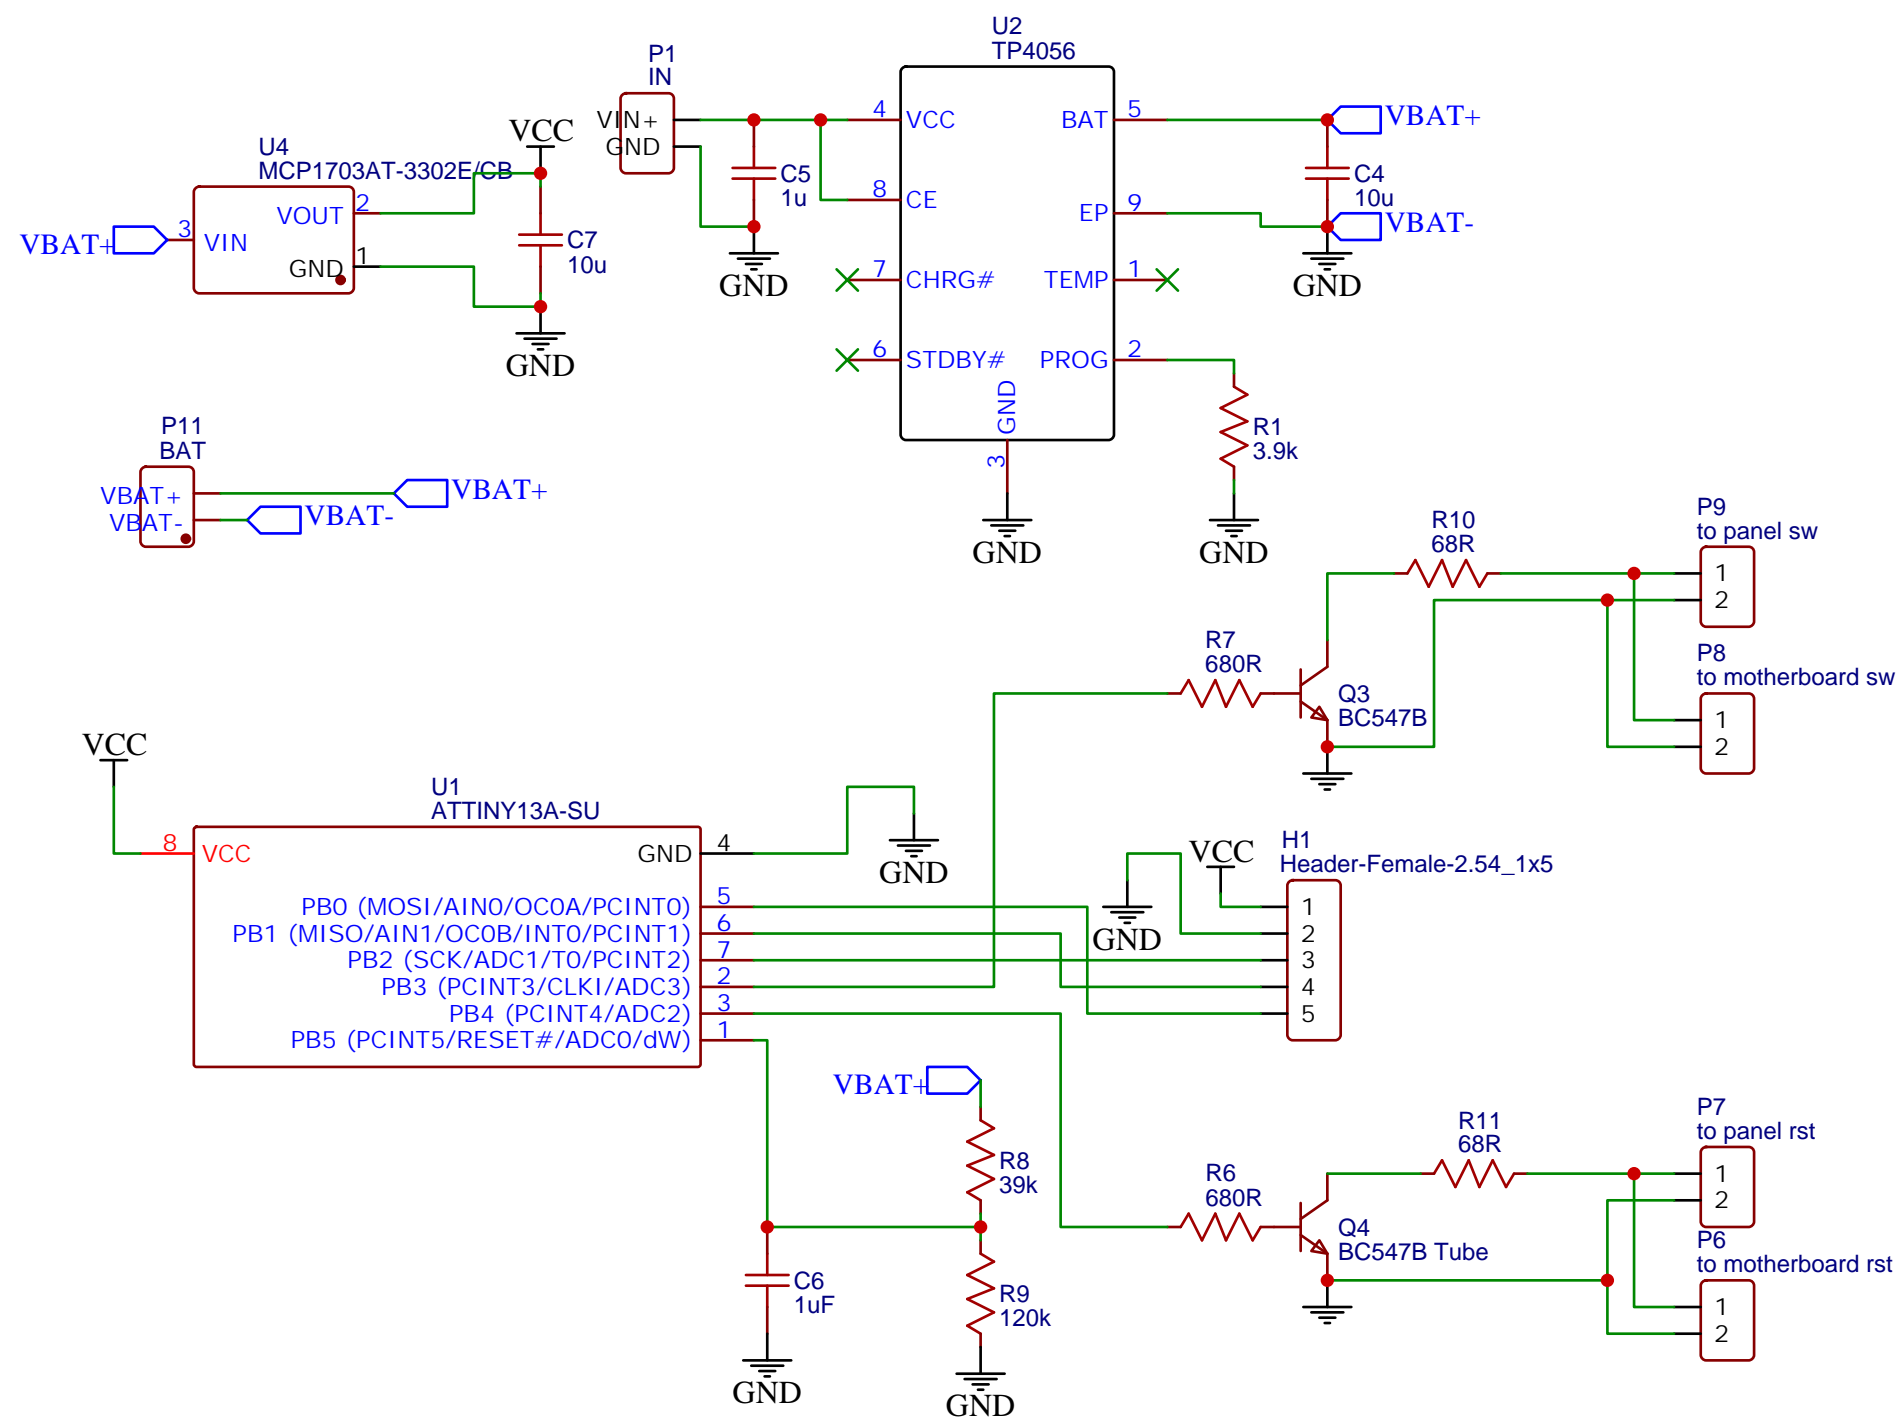 U2
TP4056
P1
IN
VIN+
GND
4
VCC
8
CE
7
CHRG#
6
STDBY#
GND
3
GND
BAT
5
EP
9
TEMP
1
PROG
2
C5
1u
GND
VBAT+
C4
10u
VBAT-
GND
R1
3.9k
GND
U4
MCP1703AT-3302E/CB
VCC
VBAT+
3
VIN
VOUT
2
GND
1
C7
10u
GND
P11
BAT
VBAT+
VBAT-
VBAT+
VBAT-
P9
to panel sw
1
2
R10
68R
P8
to motherboard sw
1
2
R7
680R
Q3
BC547B
VCC
U1
ATTINY13A-SU
8
VCC
GND
4
GND
PB0 (MOSI/AIN0/OC0A/PCINT0)
5
PB1 (MISO/AIN1/OC0B/INT0/PCINT1)
6
PB2 (SCK/ADC1/T0/PCINT2)
7
PB3 (PCINT3/CLKI/ADC3)
2
PB4 (PCINT4/ADC2)
3
PB5 (PCINT5/RESET#/ADC0/dW)
1
H1
Header-Female-2.54_1x5
VCC
GND
1
2
3
4
5
VBAT+
R8
39k
R9
120k
GND
C6
1uF
GND
R6
680R
Q4
BC547B Tube
R11
68R
P7
to panel rst
1
2
P6
to motherboard rst
1
2